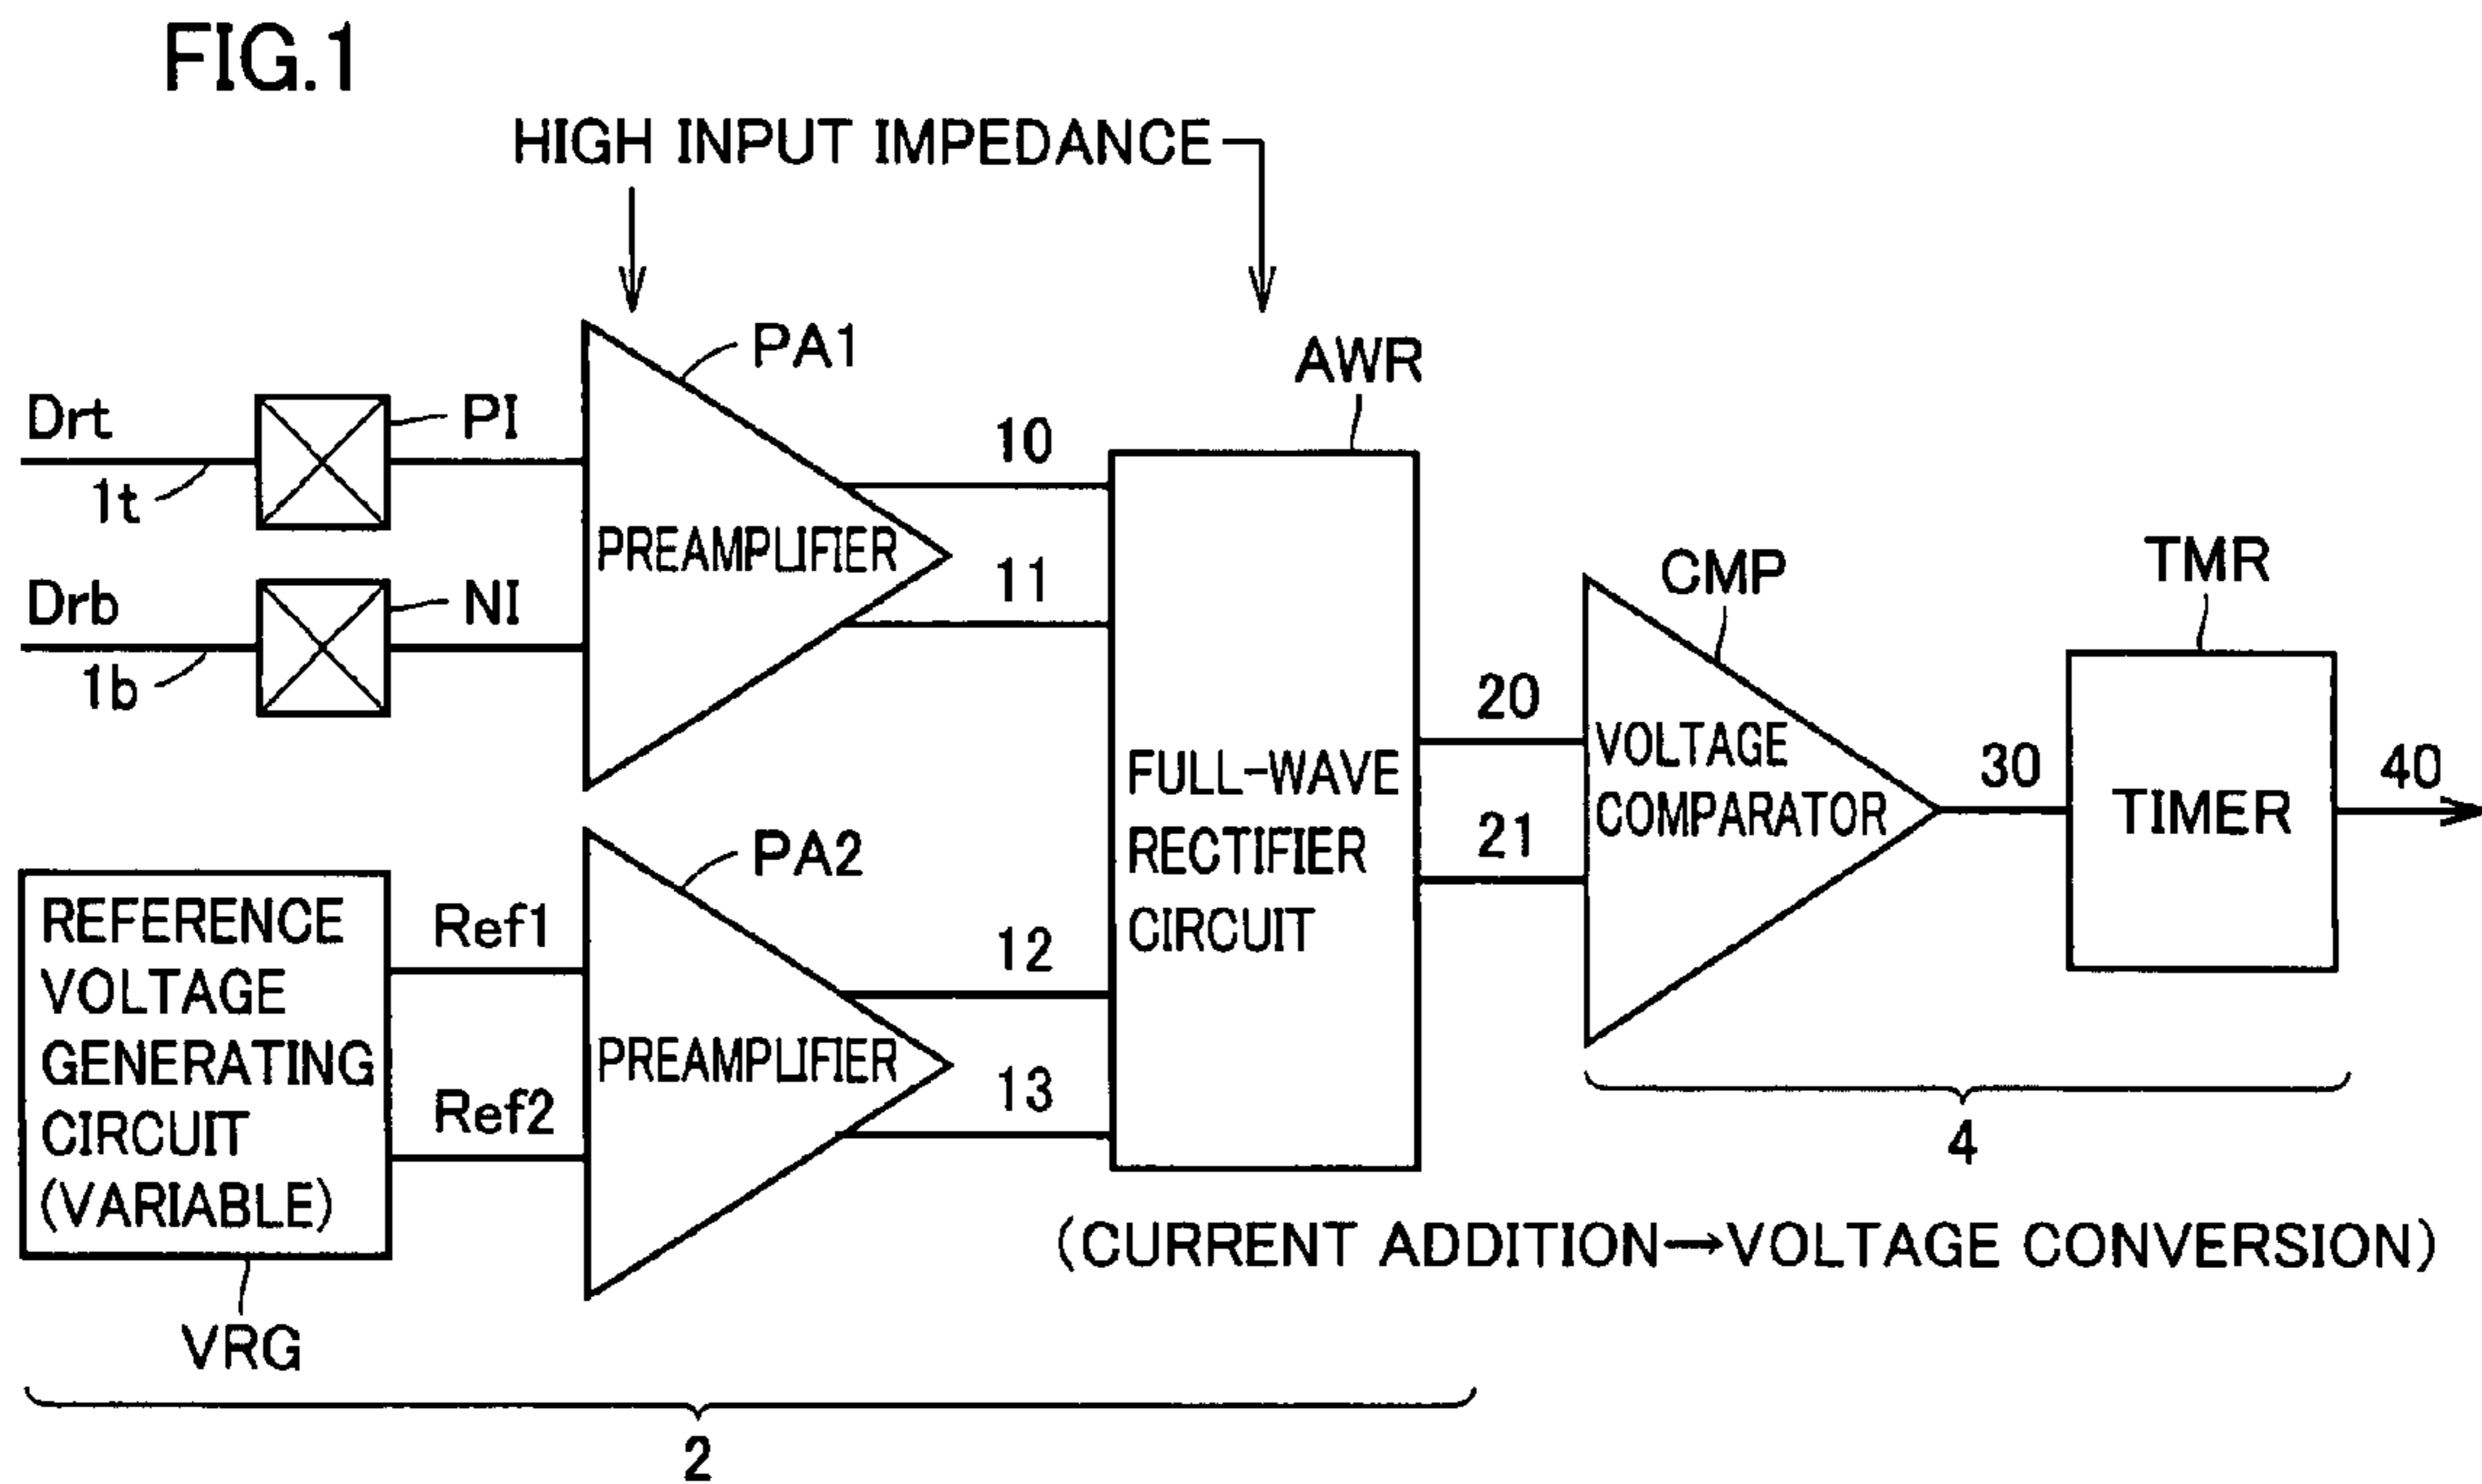 FIG.1
HIGH INPUT IMPEDANCE
PA1
AWR
Drt
PI
10
1t
PREAMPLIFIER
11
Drb
NI
1b
CMP
TMR
20
VOLTAGE
COMPARATOR
21
30
TIMER
40
FULL-WAVE
RECTIFIER
CIRCUIT
PA2
REFERENCE
VOLTAGE
GENERATING
CIRCUIT
(VARIABLE)
Ref1
Ref2
PREAMPLIFIER
12
13
4
(CURRENT ADDITION→VOLTAGE CONVERSION)
VRG
2